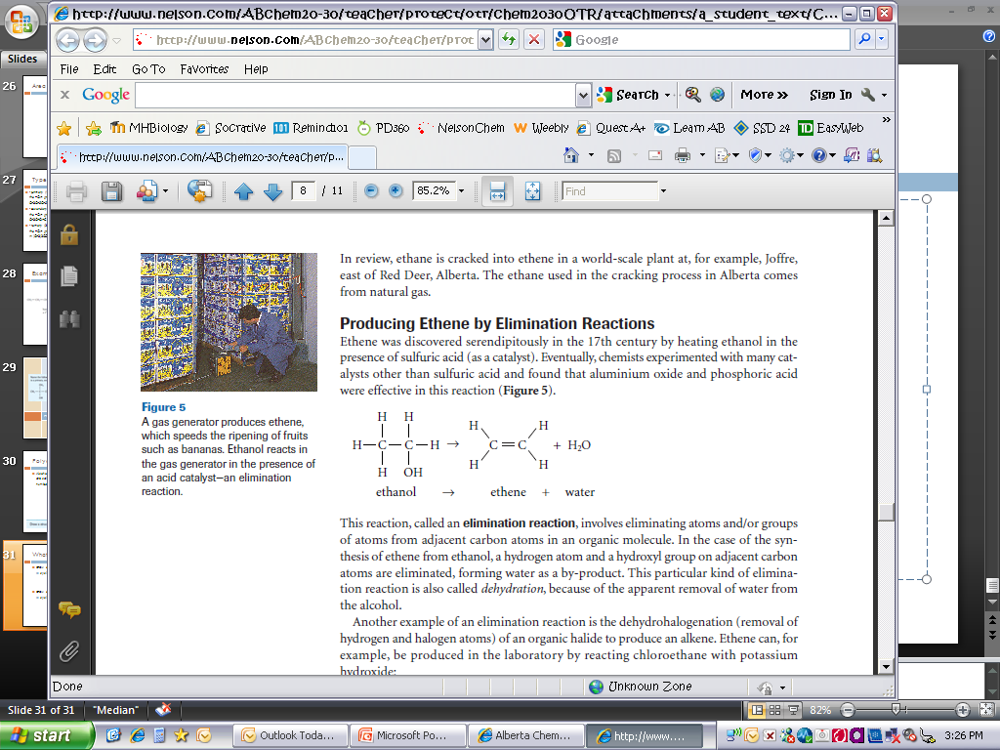 http://www.nelson.com/ABChem20-30/teacher/protect/otr/Chem2030OTR/attachments/a_student_text/C...
http://www.nelson.com/ABChem20-30/teacher/prot
Google
File Edit Go To Favorites Help
x Google Search More >> Sign In
MHBiology Socrative Remind101 PD360 NelsonChem Weebly Quest A+ Learn AB SSD 24 EasyWeb
http://www.nelson.com/ABChem20-30/teacher/p...
8 / 11 85.2% Find
Slides
26
27
28
29
30
31
In review, ethane is cracked into ethene in a world-scale plant at, for example, Joffre,
east of Red Deer, Alberta. The ethane used in the cracking process in Alberta comes
from natural gas.
Producing Ethene by Elimination Reactions
Ethene was discovered serendipitously in the 17th century by heating ethanol in the
presence of sulfuric acid (as a catalyst). Eventually, chemists experimented with many cat-
alysts other than sulfuric acid and found that aluminium oxide and phosphoric acid
were effective in this reaction (Figure 5).
Figure 5
A gas generator produces ethene,
which speeds the ripening of fruits
such as bananas. Ethanol reacts in
the gas generator in the presence of
an acid catalyst—an elimination
reaction.
H H H H
H—C—C—H → C=C + H₂O
H OH H H
ethanol → ethene + water
This reaction, called an elimination reaction, involves eliminating atoms and/or groups
of atoms from adjacent carbon atoms in an organic molecule. In the case of the syn-
thesis of ethene from ethanol, a hydrogen atom and a hydroxyl group on adjacent carbon
atoms are eliminated, forming water as a by-product. This particular kind of elimina-
tion reaction is also called dehydration, because of the apparent removal of water from
the alcohol.
Another example of an elimination reaction is the dehydrohalogenation (removal of
hydrogen and halogen atoms) of an organic halide to produce an alkene. Ethene can, for
example, be produced in the laboratory by reacting chloroethane with potassium
hydroxide:
Done Unknown Zone
Slide 31 of 31 "Median" 82%
start Outlook Toda... Microsoft Po... Alberta Chem... http://www.... 3:26 PM